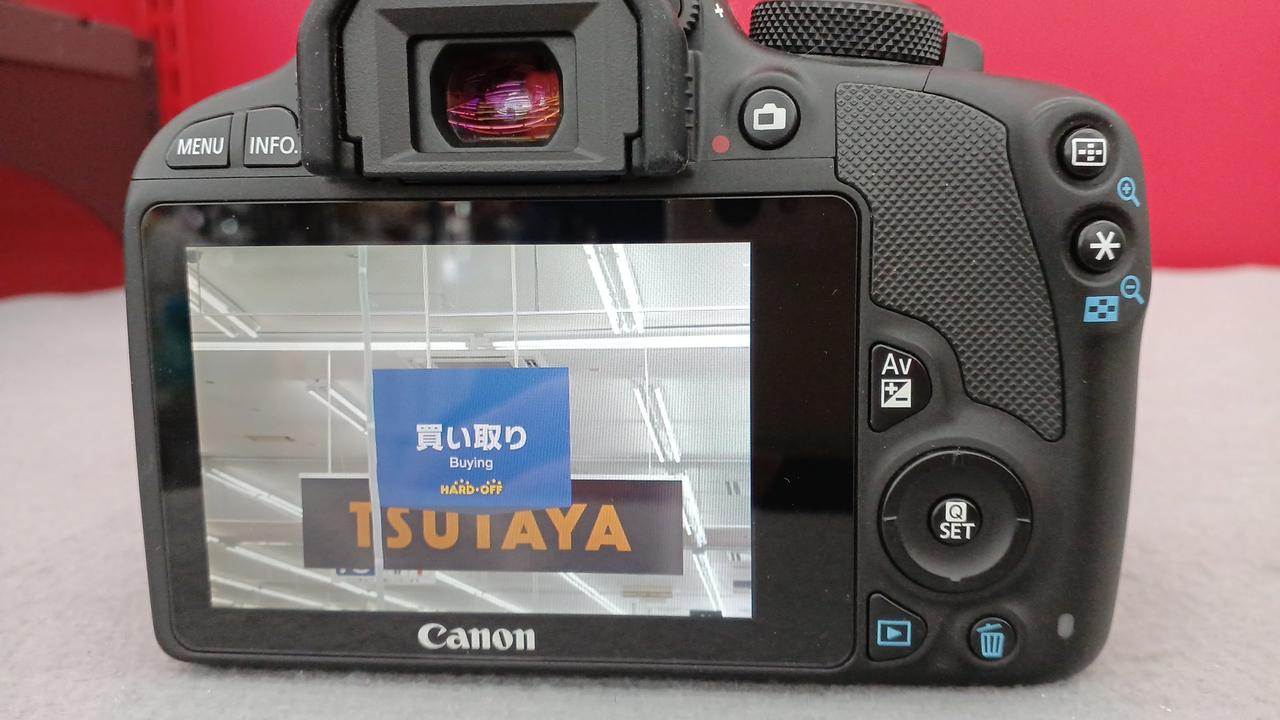 MENU
INFO.
Av
Q
SET
買い取り
Buying
HARD・OFF
TSUTAYA
Canon